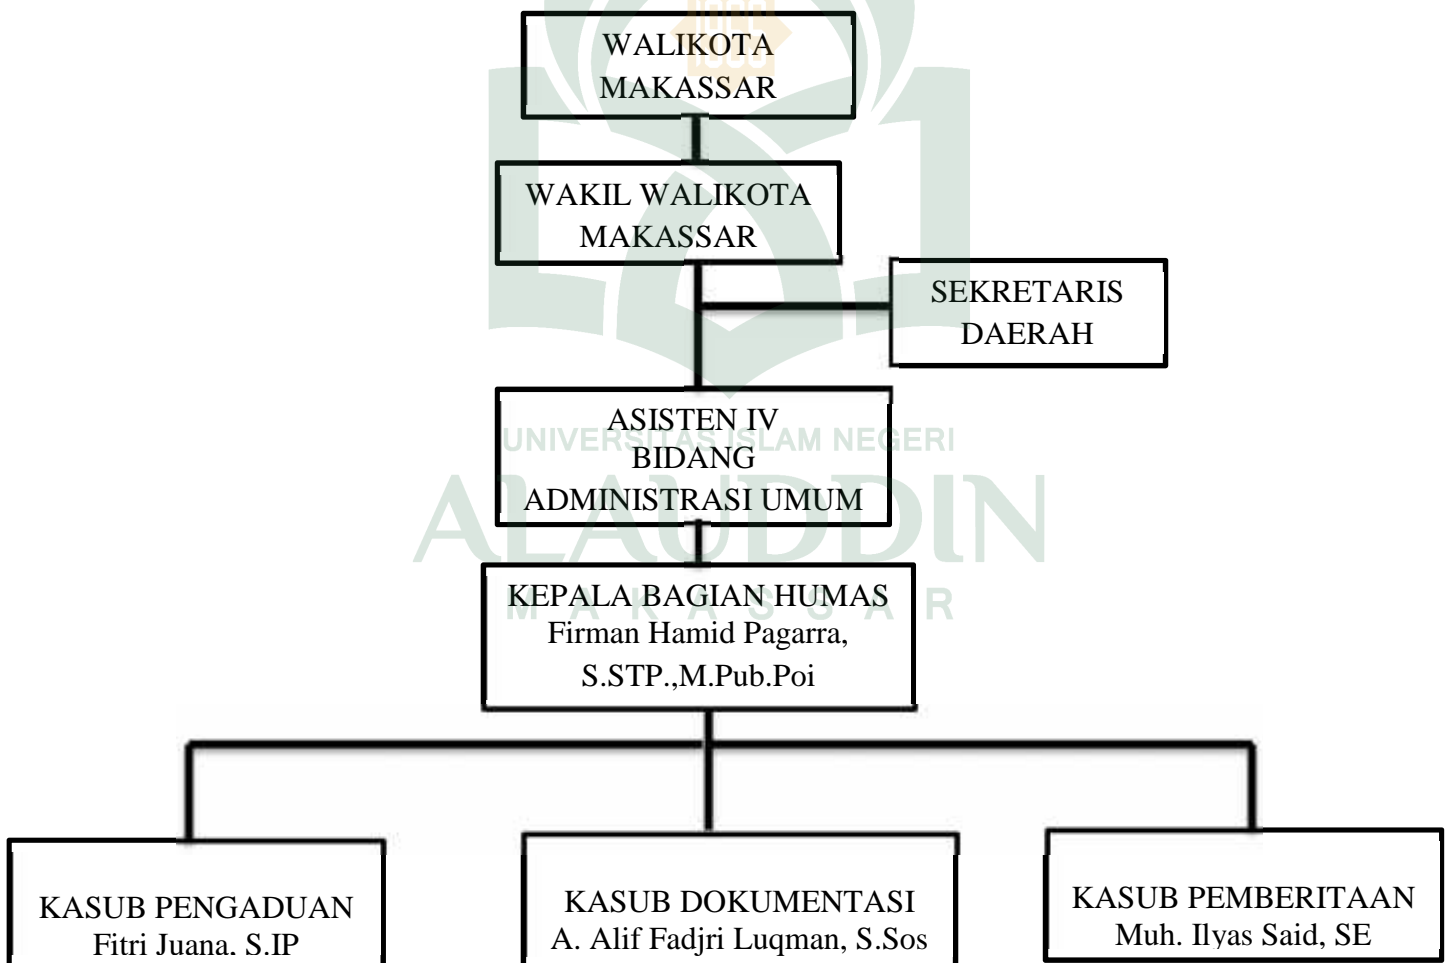 WALIKOTA
MAKASSAR
WAKIL WALIKOTA
MAKASSAR
SEKRETARIS
DAERAH
ASISTEN IV
BIDANG
ADMINISTRASI UMUM
UNIVERSITAS ISLAM NEGERI
ALAUDDIN
MAKASSAR
KEPALA BAGIAN HUMAS
Firman Hamid Pagarra,
S.STP.,M.Pub.Poi
KASUB PENGADUAN
Fitri Juana, S.IP
KASUB DOKUMENTASI
A. Alif Fadjri Luqman, S.Sos
KASUB PEMBERITAAN
Muh. Ilyas Said, SE